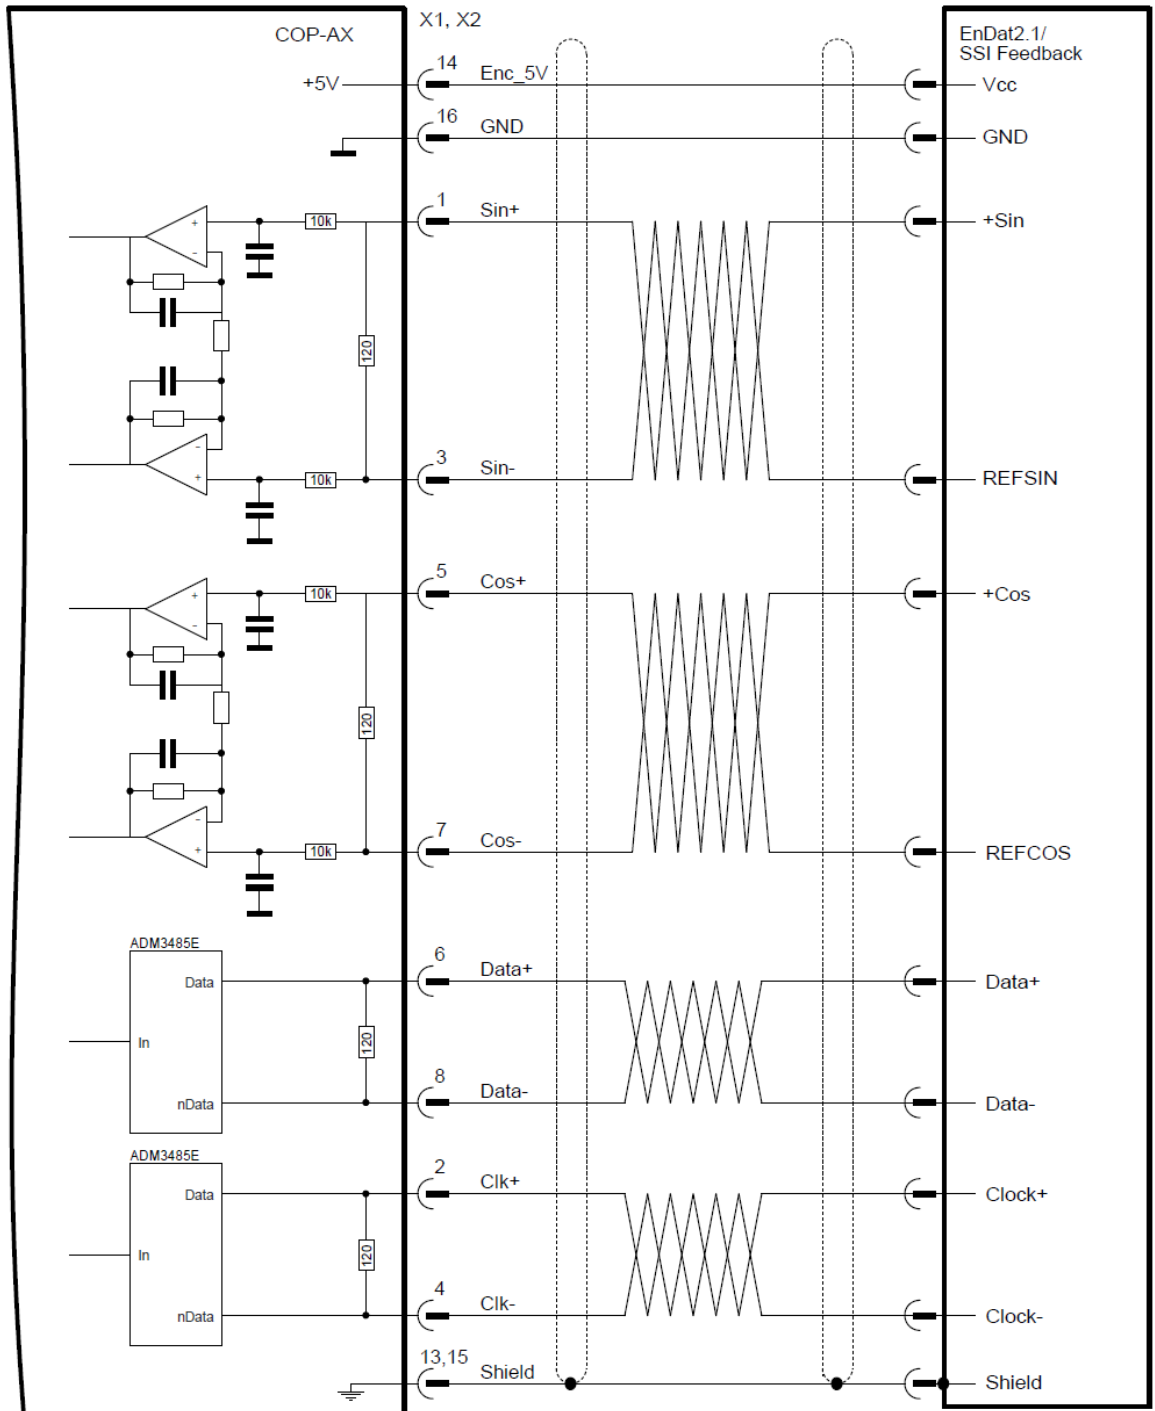 COP-AX
X1, X2
EnDat2.1/
SSI Feedback
+5V
14
Enc_5V
Vcc
16
GND
GND
1
Sin+
+Sin
+
-
10k
120
-
+
10k
3
Sin-
REFSIN
5
Cos+
+Cos
+
-
10k
120
-
+
10k
7
Cos-
REFCOS
ADM3485E
Data
In
nData
120
6
Data+
Data+
8
Data-
Data-
ADM3485E
Data
In
nData
120
2
Clk+
Clock+
4
Clk-
Clock-
13,15
Shield
Shield